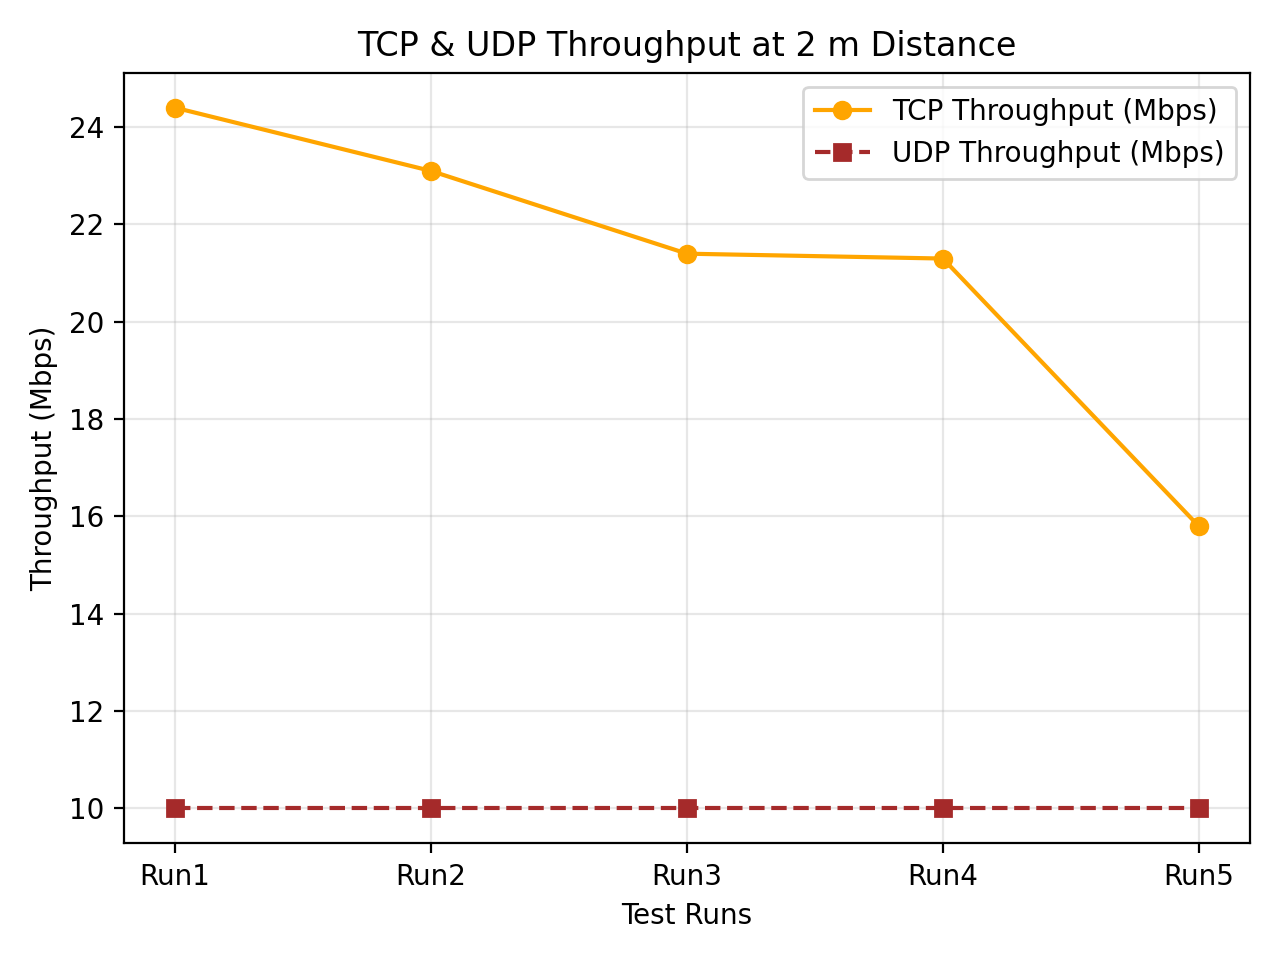 TCP & UDP Throughput at 2 m Distance
TCP Throughput (Mbps)
UDP Throughput (Mbps)
Throughput (Mbps)
24
22
20
18
16
14
12
10
Run1 Run2 Run3 Run4 Run5
Test Runs